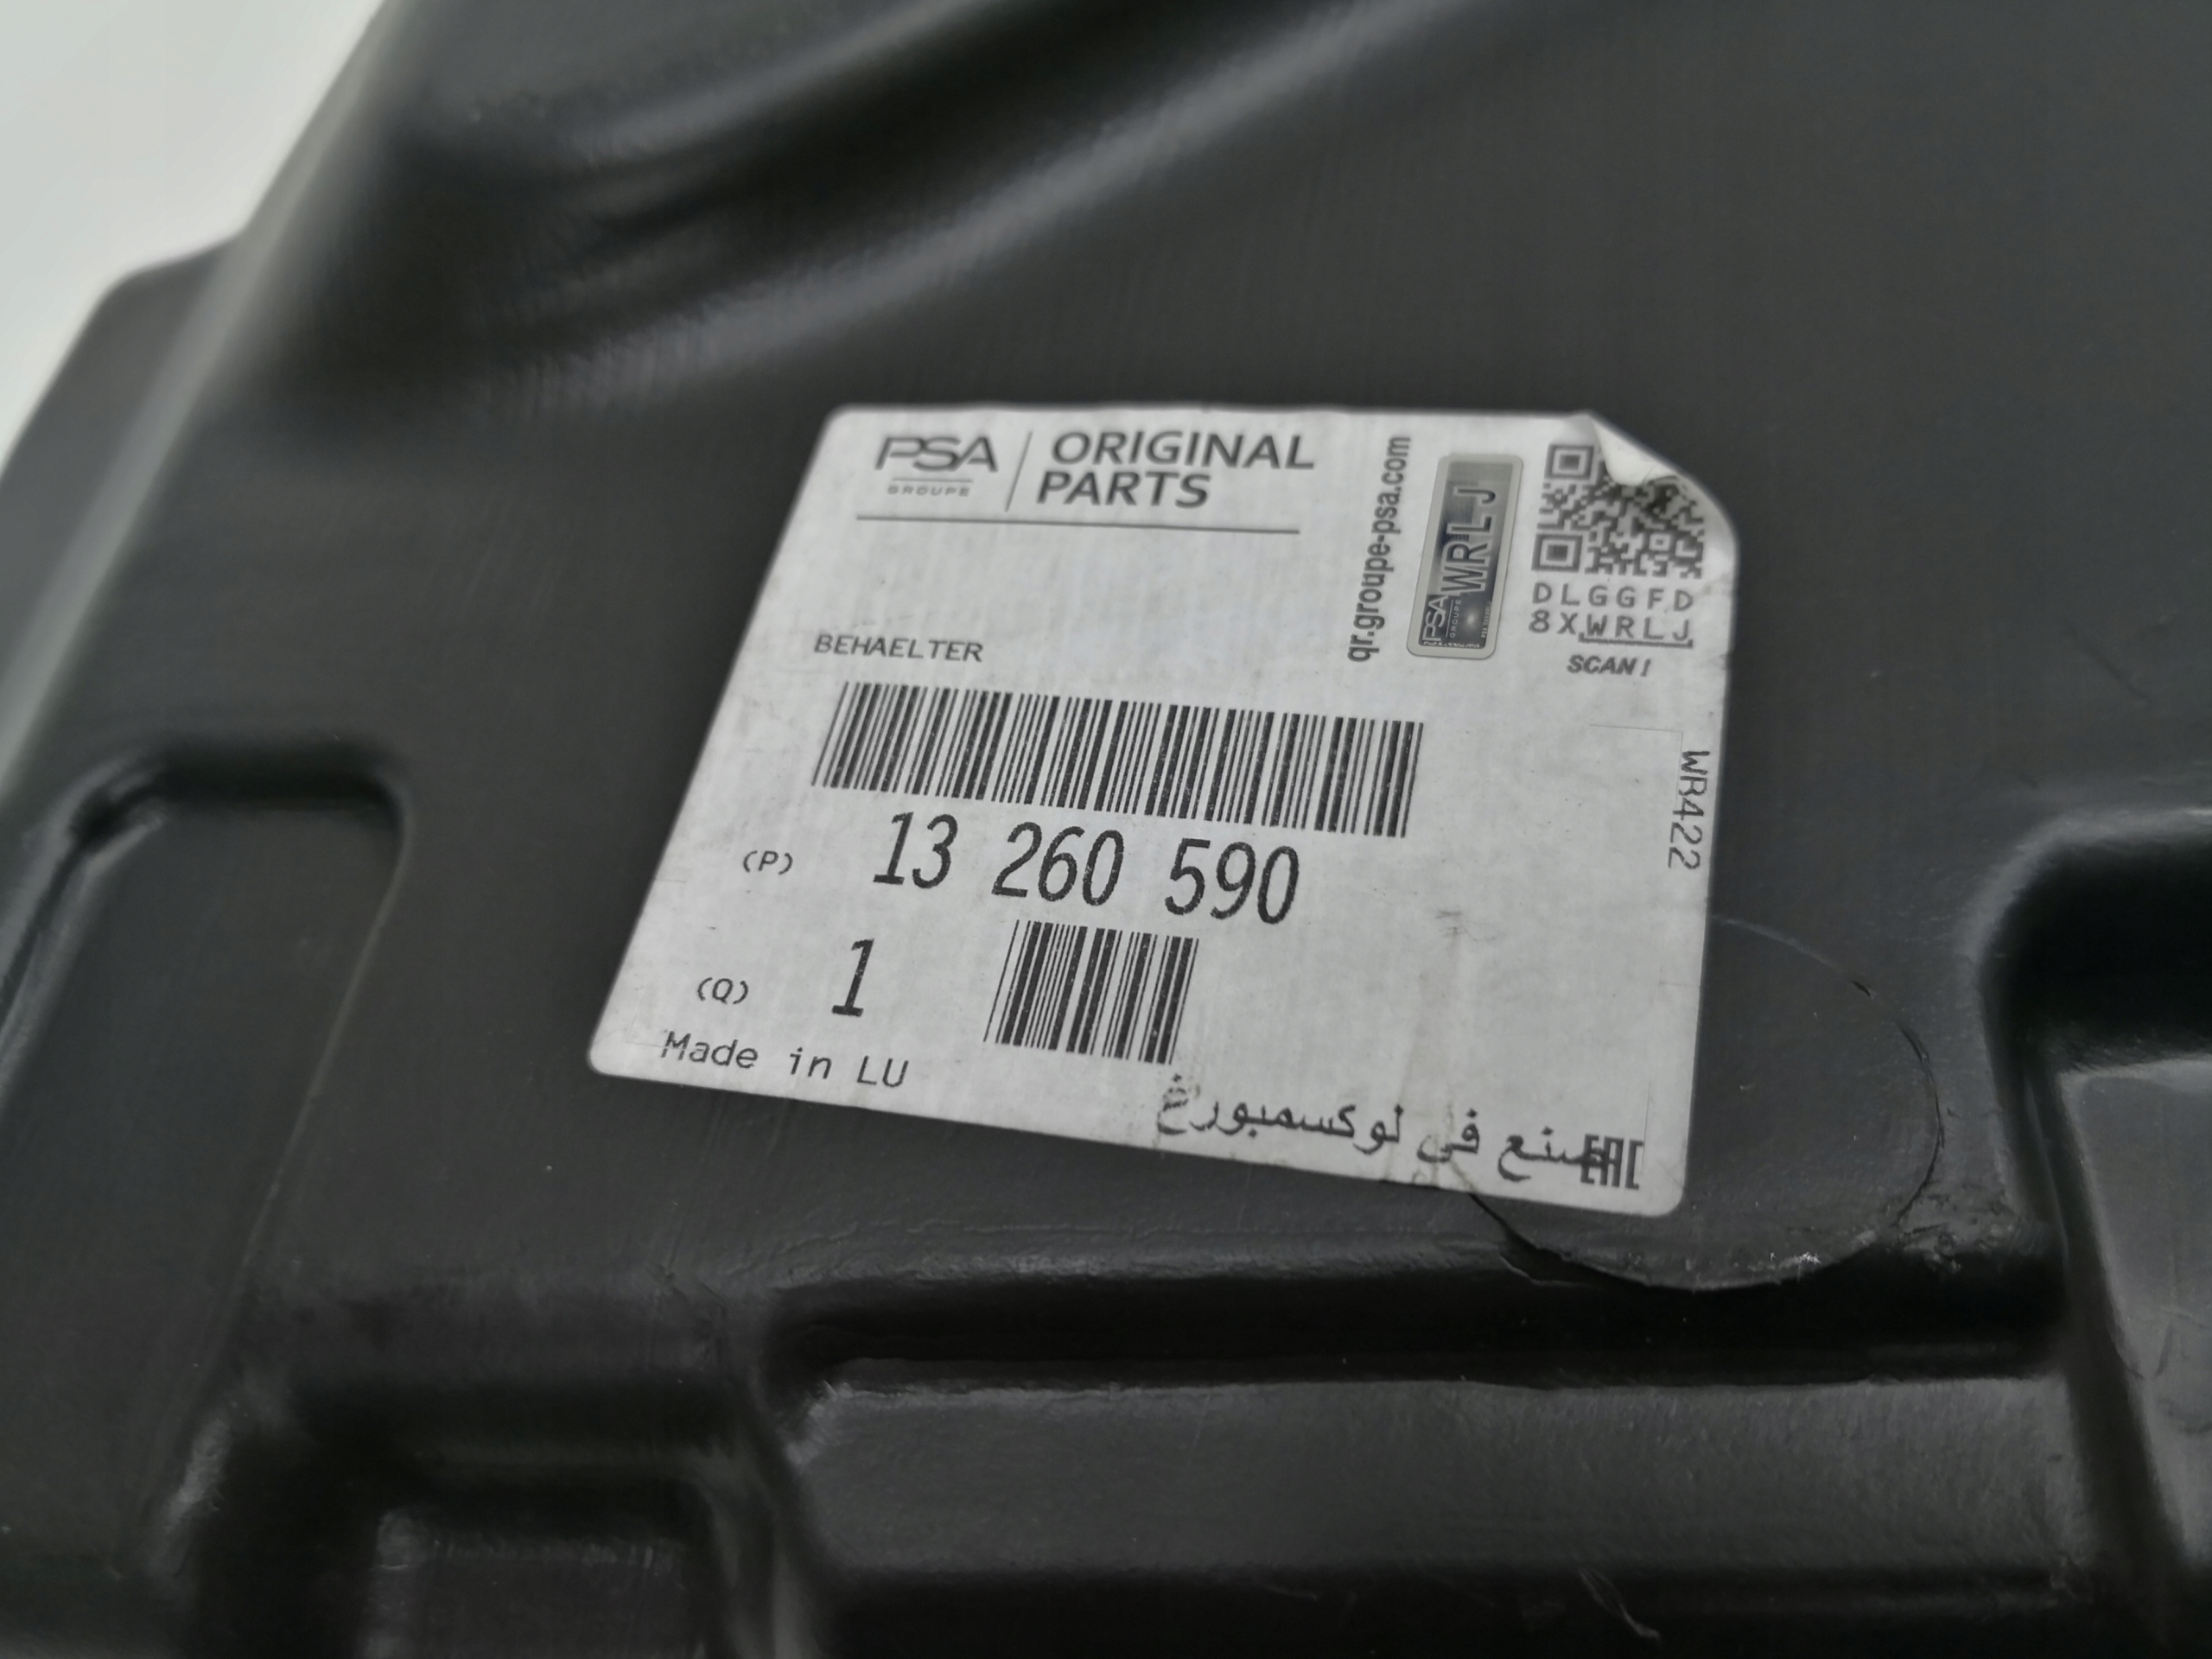 PSA
GROUPE
ORIGINAL
PARTS
qr.groupe-psa.com
PSA
GROUPE
WRLJ
DLGGFD
8XWRLJ
SCAN!
BEHAELTER
WR422
(P) 13 260 590
(Q) 1
Made in LU
صنع في لوكسمبورغ
EAC